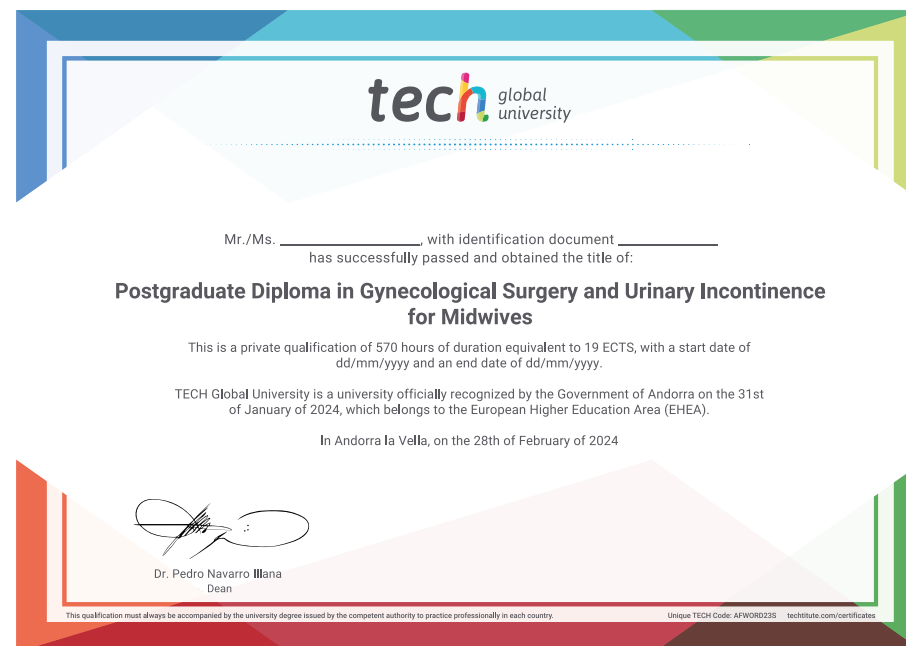 tech global
university
Mr./Ms. ____________________, with identification document ______________
has successfully passed and obtained the title of:
Postgraduate Diploma in Gynecological Surgery and Urinary Incontinence
for Midwives
This is a private qualification of 570 hours of duration equivalent to 19 ECTS, with a start date of
dd/mm/yyyy and an end date of dd/mm/yyyy.
TECH Global University is a university officially recognized by the Government of Andorra on the 31st
of January of 2024, which belongs to the European Higher Education Area (EHEA).
In Andorra la Vella, on the 28th of February of 2024
Dr. Pedro Navarro Illana
Dean
This qualification must always be accompanied by the university degree issued by the competent authority to practice professionally in each country.
Unique TECH Code: AFWORD23S techtitute.com/certificates